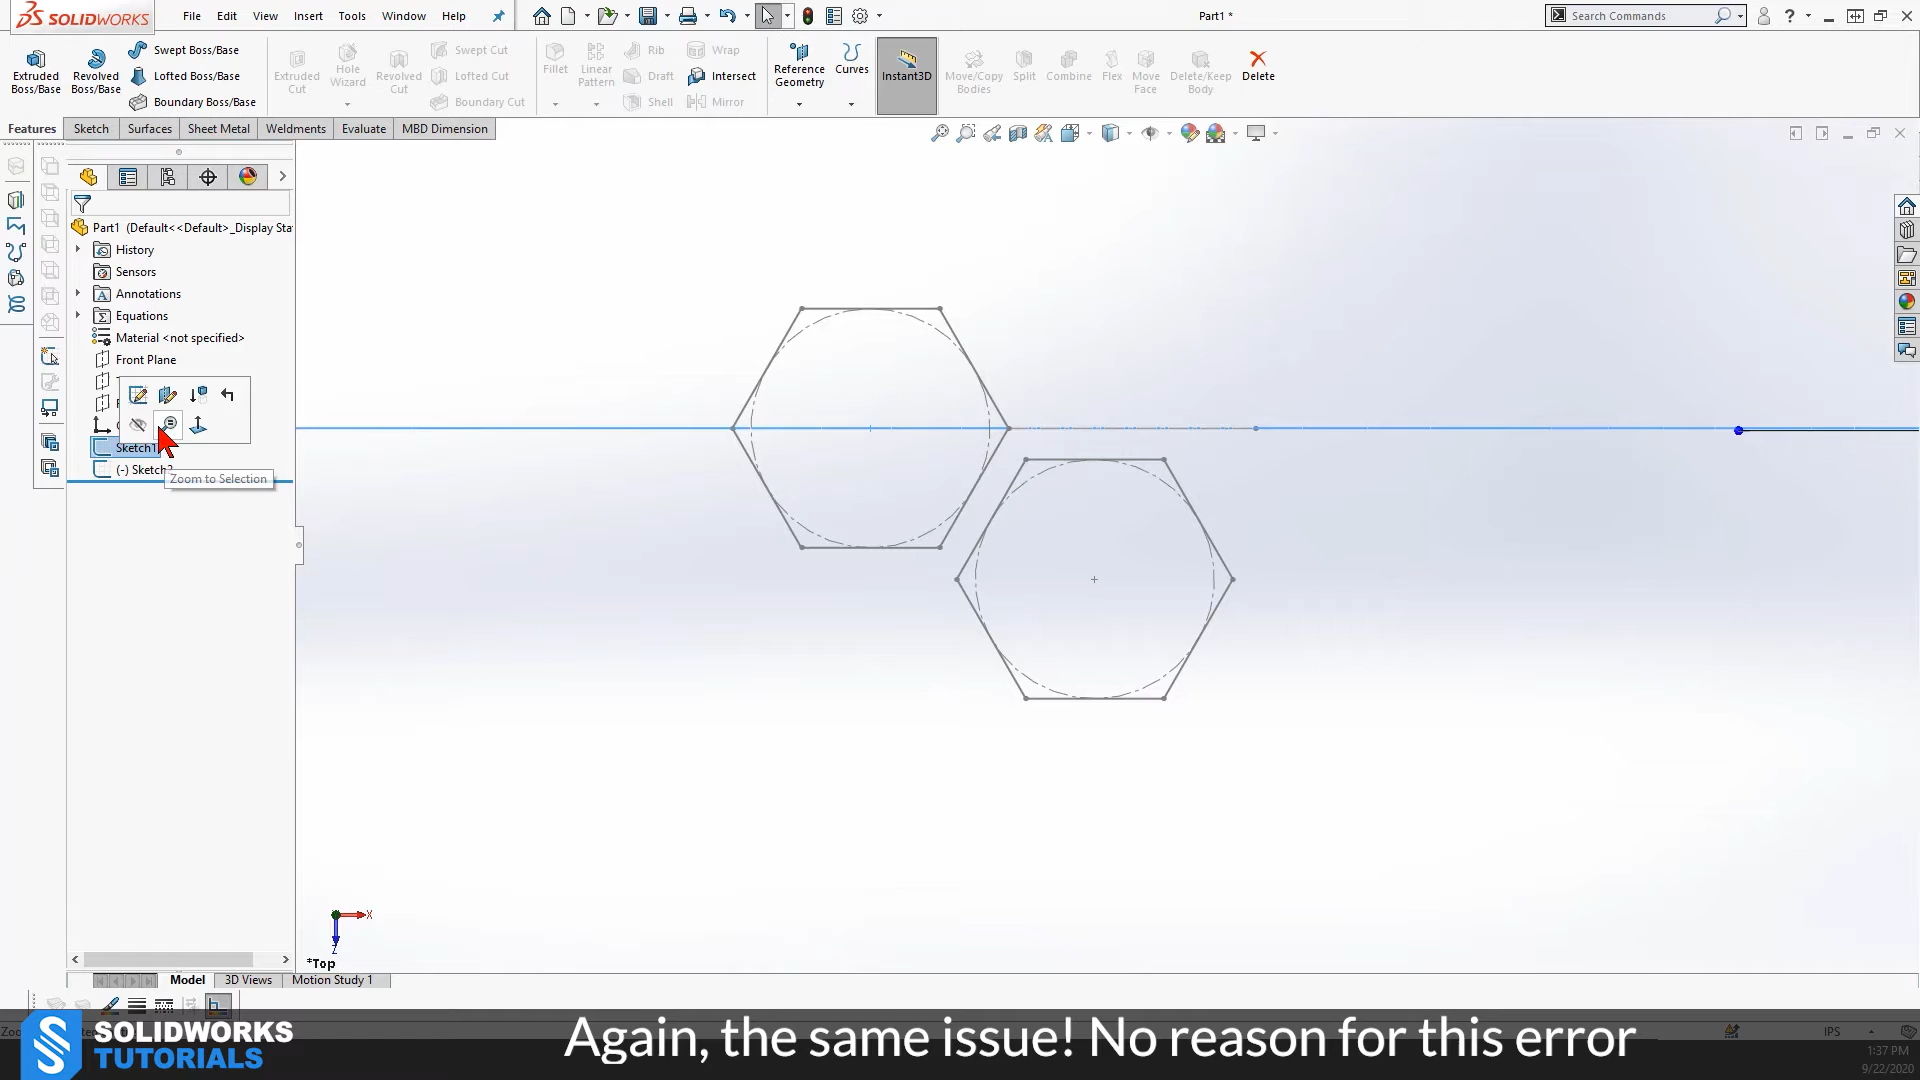 SOLIDWORKS
File Edit View Insert Tools Window Help
Part1 *
Search Commands
Extruded Boss/Base
Revolved Boss/Base
Swept Boss/Base
Lofted Boss/Base
Boundary Boss/Base
Extruded Cut
Hole Wizard
Revolved Cut
Swept Cut
Lofted Cut
Boundary Cut
Fillet
Linear Pattern
Rib
Draft
Shell
Wrap
Intersect
Mirror
Reference Geometry
Curves
Instant3D
Move/Copy Bodies
Split
Combine
Flex
Move Face
Delete/Keep Body
Delete
Features Sketch Surfaces Sheet Metal Weldments Evaluate MBD Dimension
Part1 (Default<<Default>_Display Sta
History
Sensors
Annotations
Equations
Material <not specified>
Front Plane
Sketch1
(-) Sketch
Zoom to Selection
X
Z
*Top
Model 3D Views Motion Study 1
SOLIDWORKS
TUTORIALS
Again, the same issue! No reason for this error
IPS
1:37 PM
9/22/2020